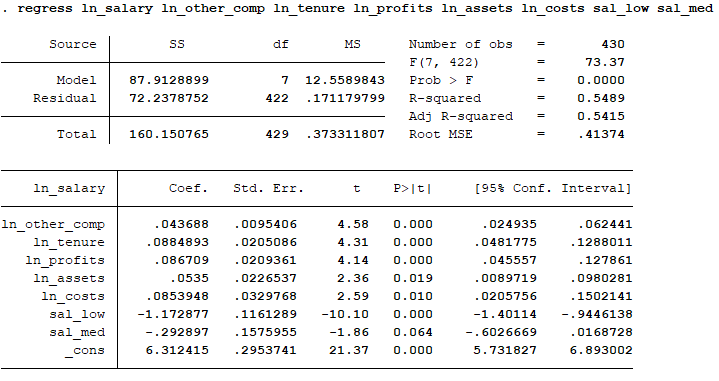 . regress ln_salary ln_other_comp ln_tenure ln_profits ln_assets ln_costs sal_low sal_med
Source SS df MS Number of obs = 430
F(7, 422) = 73.37
Model 87.9128899 7 12.5589843 Prob > F = 0.0000
Residual 72.2378752 422 .171179799 R-squared = 0.5489
Adj R-squared = 0.5415
Total 160.150765 429 .373311807 Root MSE = .41374
ln_salary Coef. Std. Err. t P>|t| [95% Conf. Interval]
ln_other_comp .043688 .0095406 4.58 0.000 .024935 .062441
ln_tenure .0884893 .0205086 4.31 0.000 .0481775 .1288011
ln_profits .086709 .0209361 4.14 0.000 .045557 .127861
ln_assets .0535 .0226537 2.36 0.019 .0089719 .0980281
ln_costs .0853948 .0329768 2.59 0.010 .0205756 .1502141
sal_low -1.172877 .1161289 -10.10 0.000 -1.40114 -.9446138
sal_med -.292897 .1575955 -1.86 0.064 -.6026669 .0168728
_cons 6.312415 .2953741 21.37 0.000 5.731827 6.893002